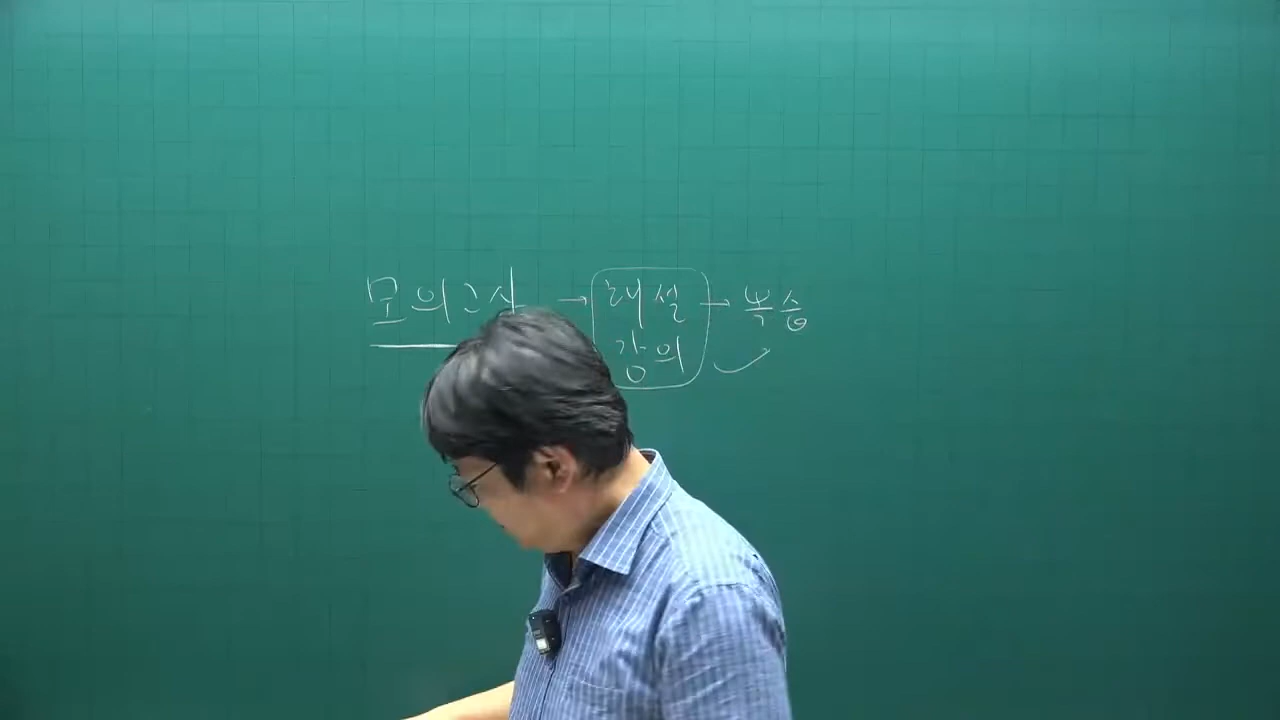 모의고사 → 해설 → 복습
강의